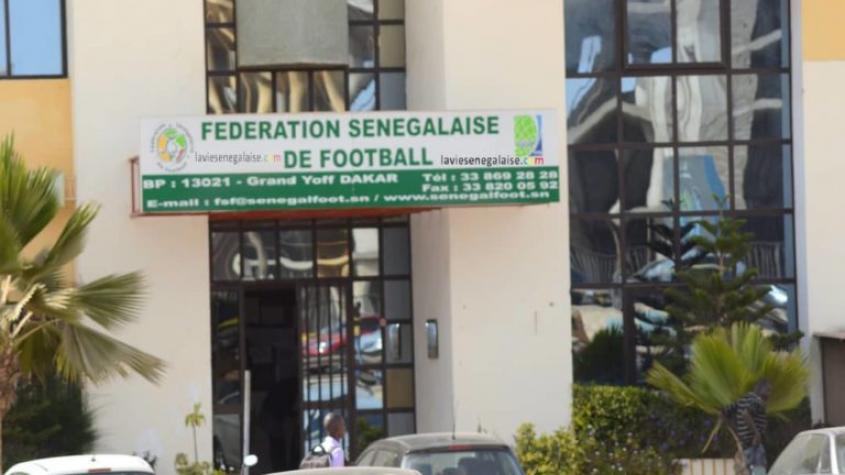 FEDERATION SENEGALAISE
DE FOOTBALL
laviesenegalaise.com
laviesenegalaise.com
BP : 13021 - Grand Yoff DAKAR Tél : 33 869 28 28
Fax : 33 820 05 92
E-mail : fsf@senegalfoot.sn / www.senegalfoot.sn